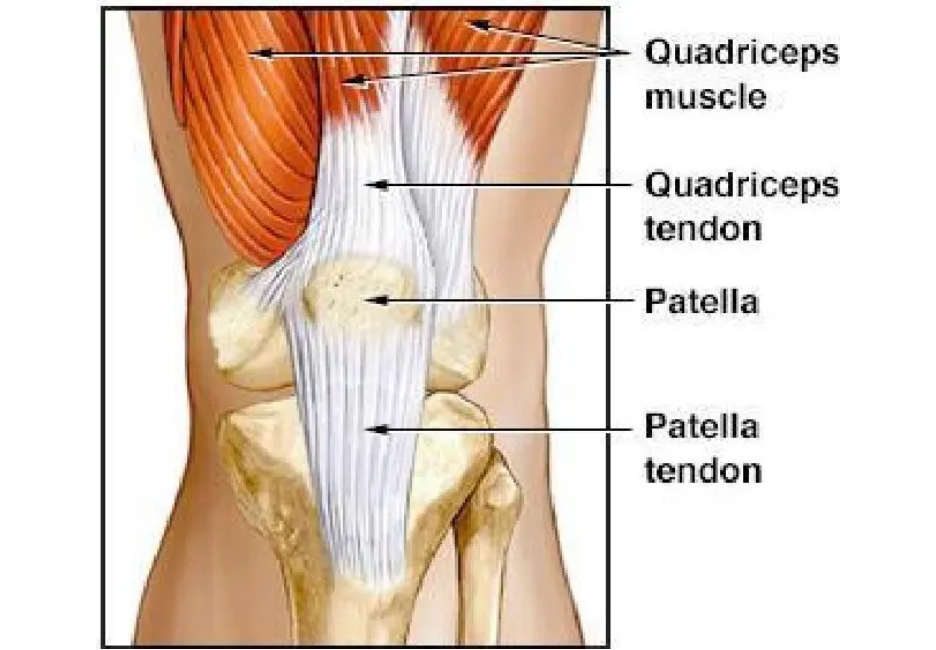 Quadriceps
muscle
Quadriceps
tendon
Patella
Patella
tendon